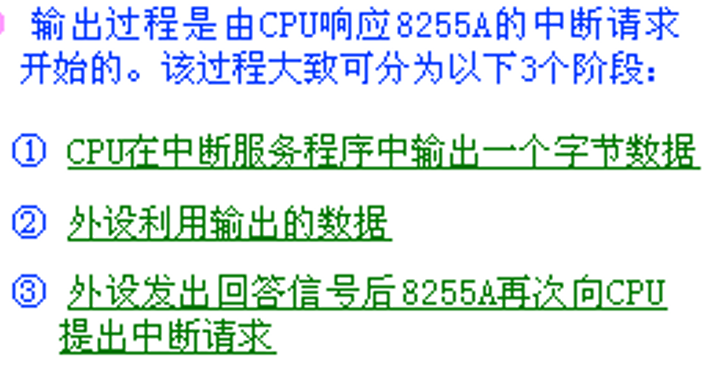 输出过程是由CPU响应8255A的中断请求
开始的。该过程大致可分为以下3个阶段：
① CPU在中断服务程序中输出一个字节数据
② 外设利用输出的数据
③ 外设发出回答信号后8255A再次向CPU
提出中断请求